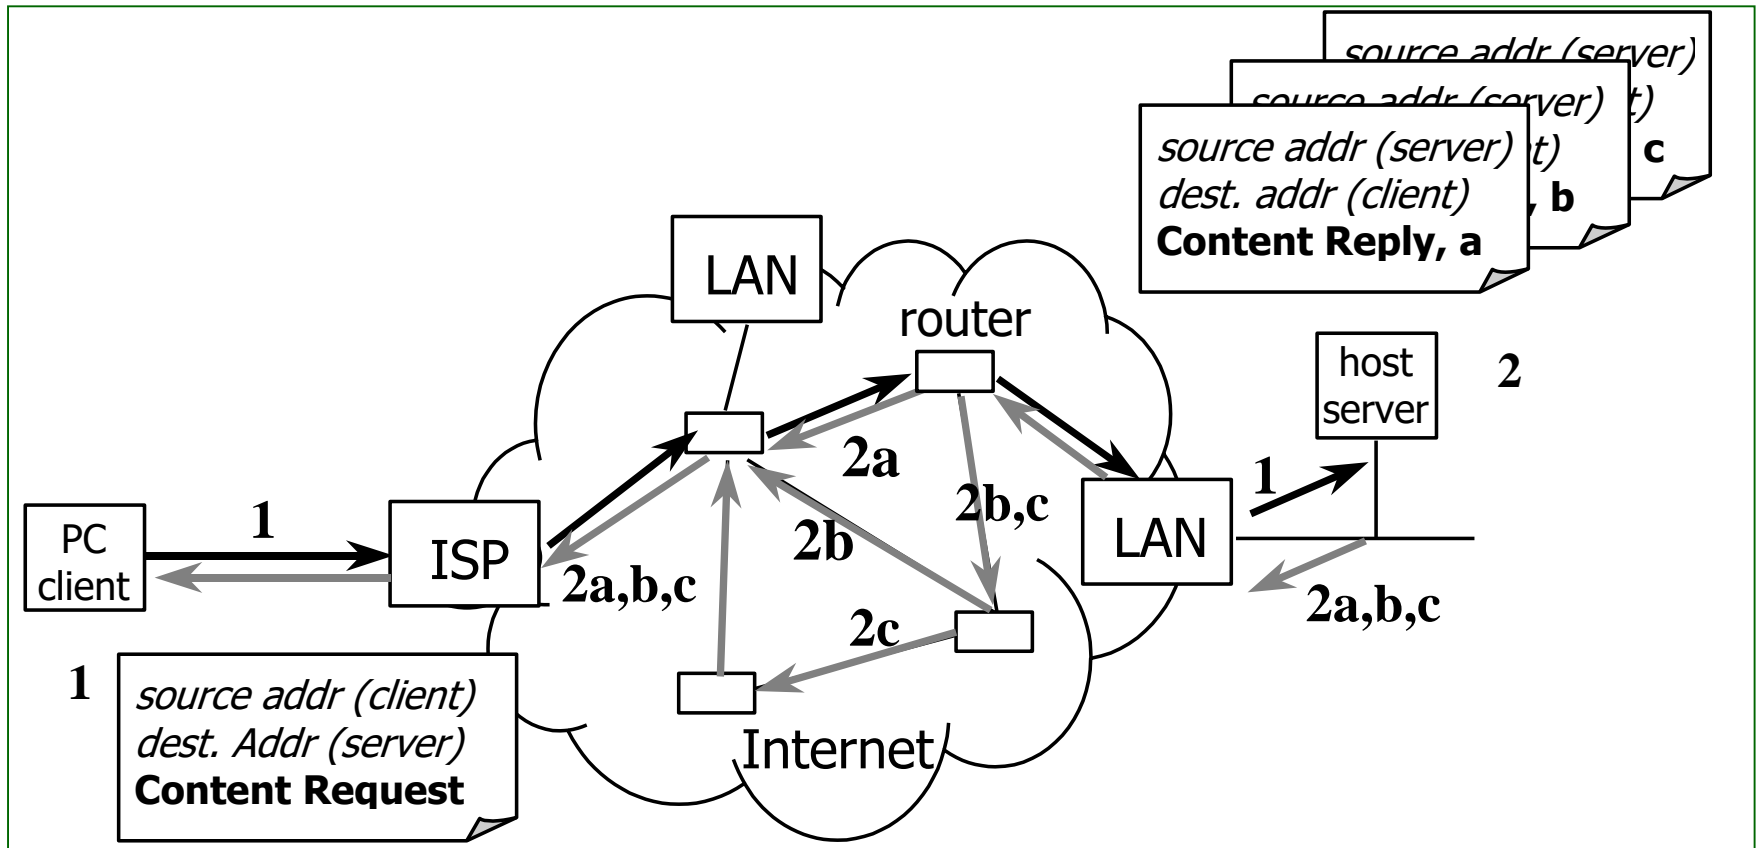 source addr (server)
source addr (server) t)
source addr (server) t) c
dest. addr (client) , b
Content Reply, a
LAN
router
host
server
2
2a
1
2b,c
1
PC
client
ISP
2b
LAN
2a,b,c
2a,b,c
2c
1
source addr (client)
dest. Addr (server)
Content Request
Internet